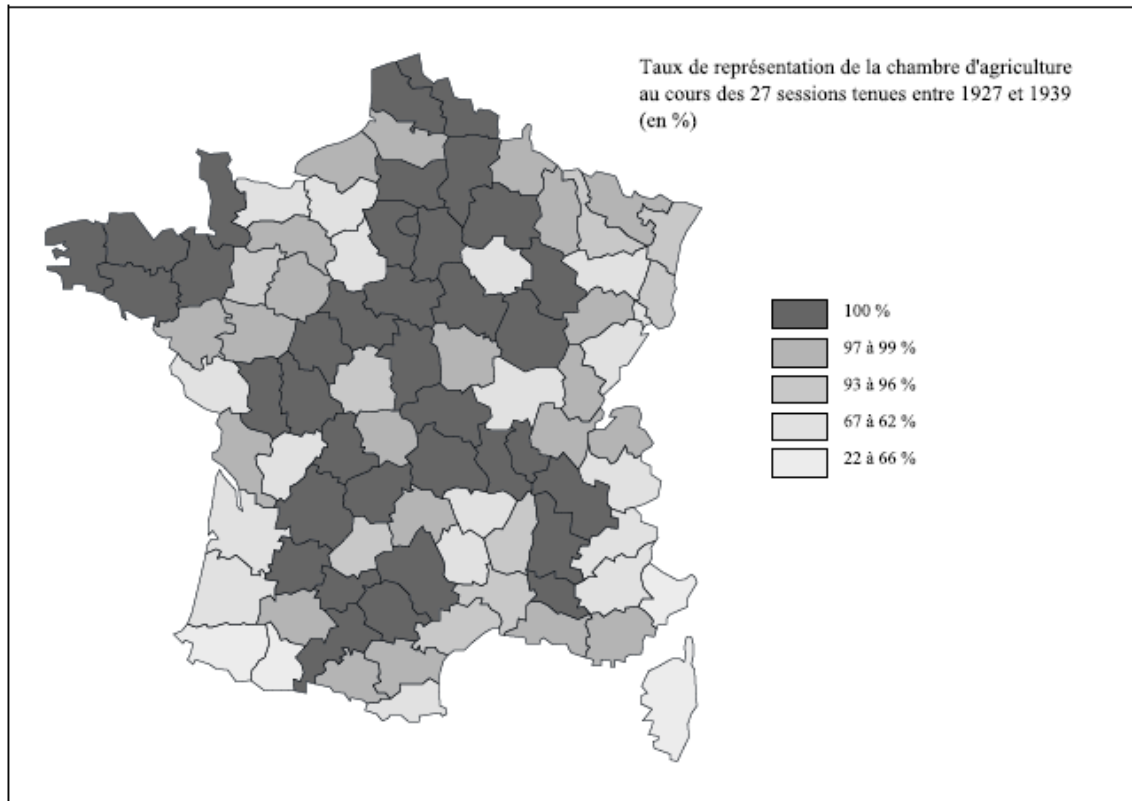 Taux de représentation de la chambre d'agriculture
au cours des 27 sessions tenues entre 1927 et 1939
(en %)
100 %
97 à 99 %
93 à 96 %
67 à 62 %
22 à 66 %